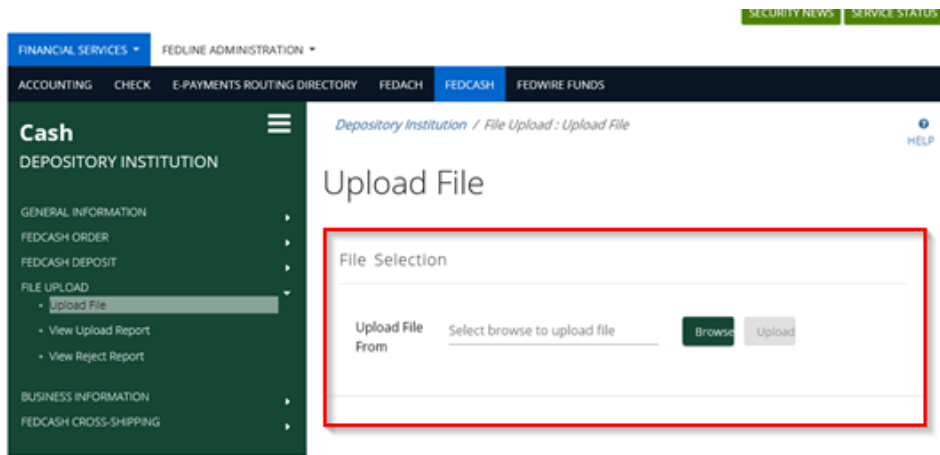 SECURITY NEWS SERVICE STATUS
FINANCIAL SERVICES FEDLINE ADMINISTRATION
ACCOUNTING CHECK E-PAYMENTS ROUTING DIRECTORY FEDACH FEDCASH FEDWIRE FUNDS
Cash
DEPOSITORY INSTITUTION
GENERAL INFORMATION
FEDCASH ORDER
FEDCASH DEPOSIT
FILE UPLOAD
Upload File
View Upload Report
View Reject Report
BUSINESS INFORMATION
FEDCASH CROSS-SHIPPING
Depository Institution / File Upload : Upload File
HELP
Upload File
File Selection
Upload File
From
Select browse to upload file
Browse
Upload